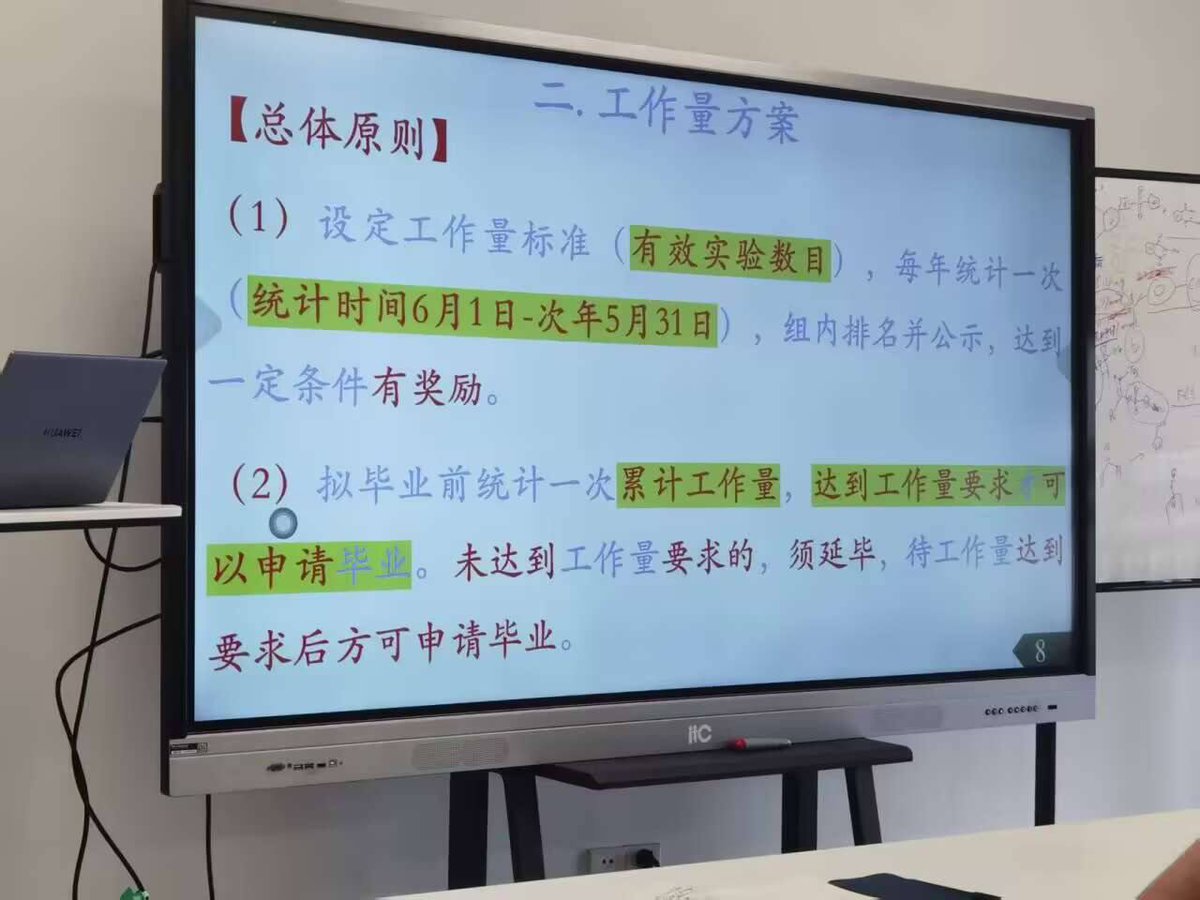 二.工作量方案
【总体原则】
（1）设定工作量标准（有效实验数目），每年统计一次
（统计时间6月1日-次年5月31日），组内排名并公示，达到
一定条件有奖励。
（2）拟毕业前统计一次累计工作量，达到工作量要求才可
以申请毕业。未达到工作量要求的，须延毕，待工作量达到
要求后方可申请毕业。
8
HUAWEI
itc